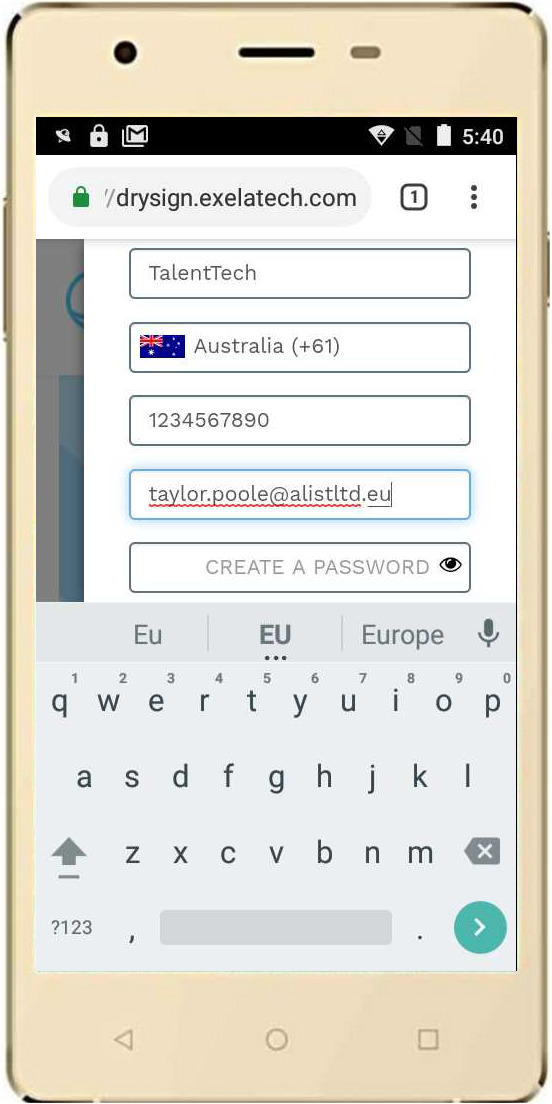 5:40
//drysign.exelatech.com
1
TalentTech
Australia (+61)
1234567890
taylor.poole@alistltd.eu
CREATE A PASSWORD
Eu EU Europe
1 2 3 4 5 6 7 8 9 0
q w e r t y u i o p
a s d f g h j k l
z x c v b n m
?123 , .